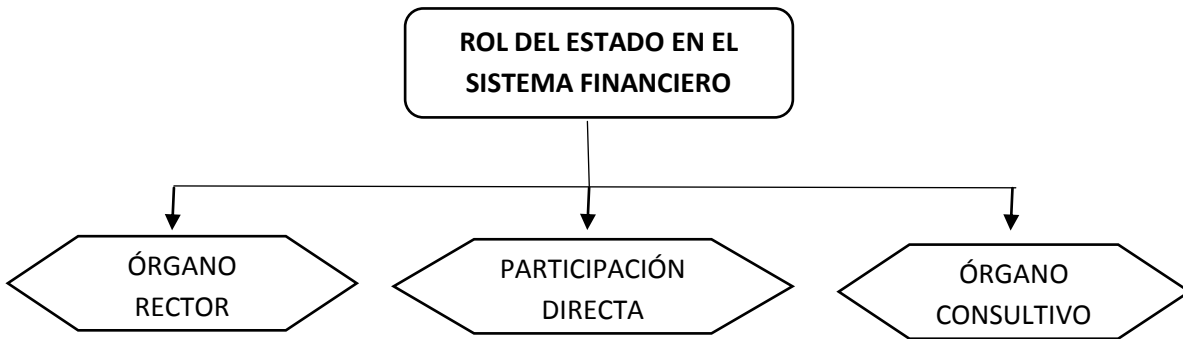 ROL DEL ESTADO EN EL
SISTEMA FINANCIERO
ÓRGANO
RECTOR
PARTICIPACIÓN
DIRECTA
ÓRGANO
CONSULTIVO